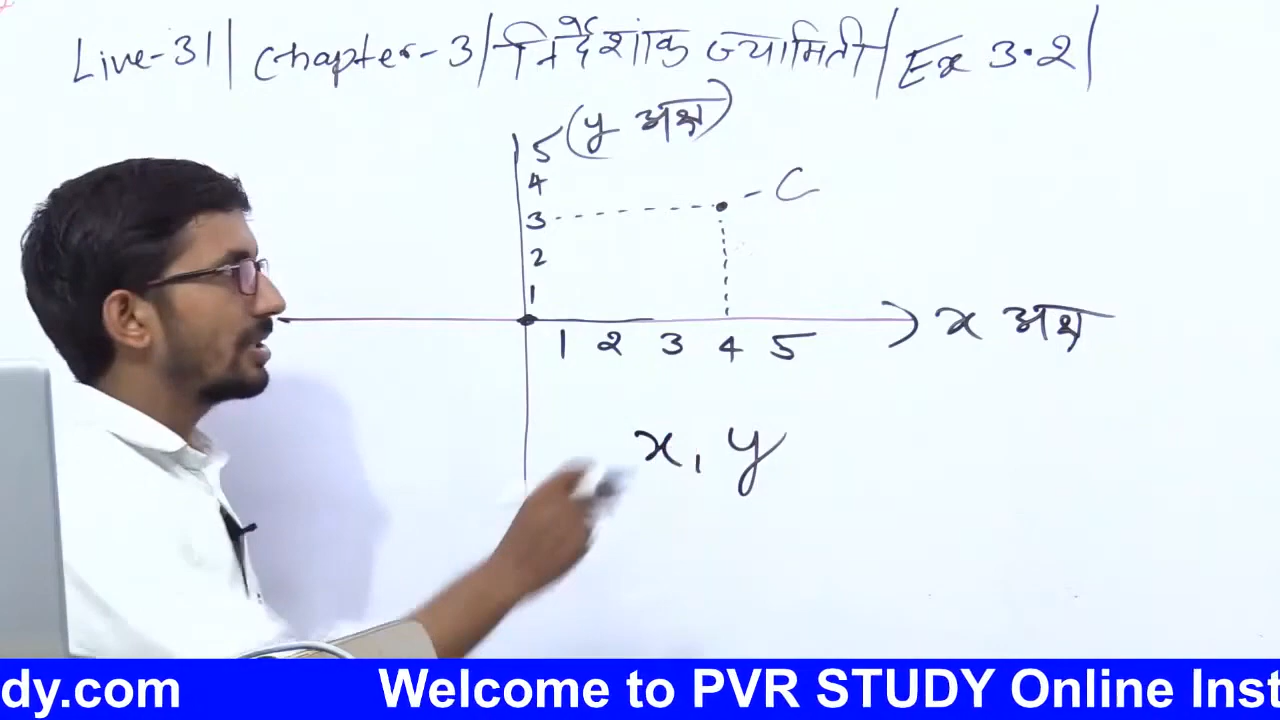 Live-31| Chapter-3| निर्देशांक ज्यामिती| Ex 3.2|
5 (y अक्ष)
4
- C
3
2
1
x अक्ष
1 2 3 4 5
x, y
dy.com Welcome to PVR STUDY Online Inst